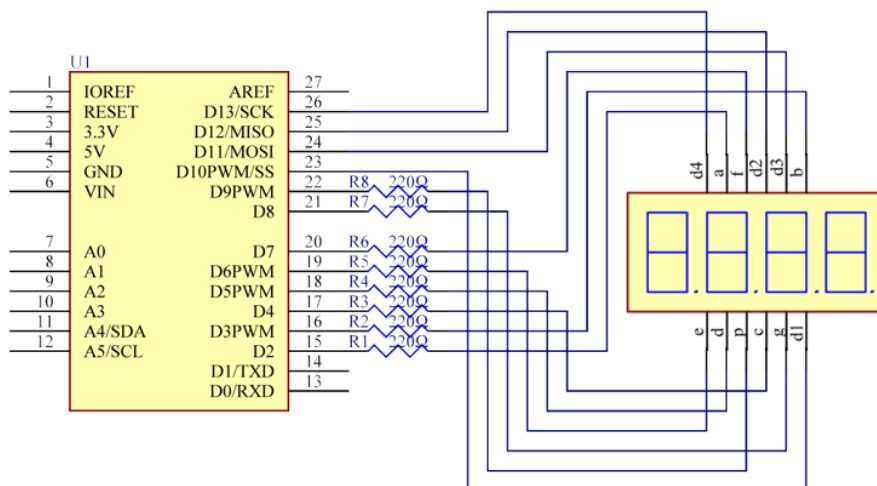 U1
1 IOREF AREF 27
2 RESET D13/SCK 26
3 3.3V D12/MISO 25
4 5V D11/MOSI 24
5 GND D10PWM/SS 23
6 VIN D9PWM 22 R8 220Ω
D8 21 R7 220Ω
7 A0 D7 20 R6 220Ω
8 A1 D6PWM 19 R5 220Ω
9 A2 D5PWM 18 R4 220Ω
10 A3 D4 17 R3 220Ω
11 A4/SDA D3PWM 16 R2 220Ω
12 A5/SCL D2 15 R1 220Ω
D1/TXD 14
D0/RXD 13
d4 a f d2 d3 b
e d p c g d1